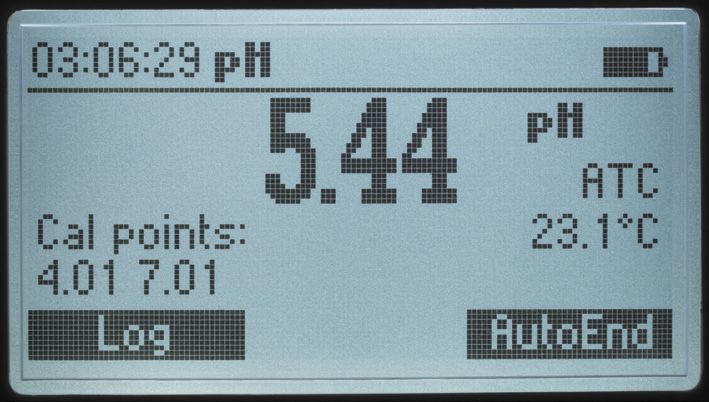 03:06:29 pH
5.44 pH
ATC
Cal points: 23.1°C
4.01 7.01
Log AutoEnd